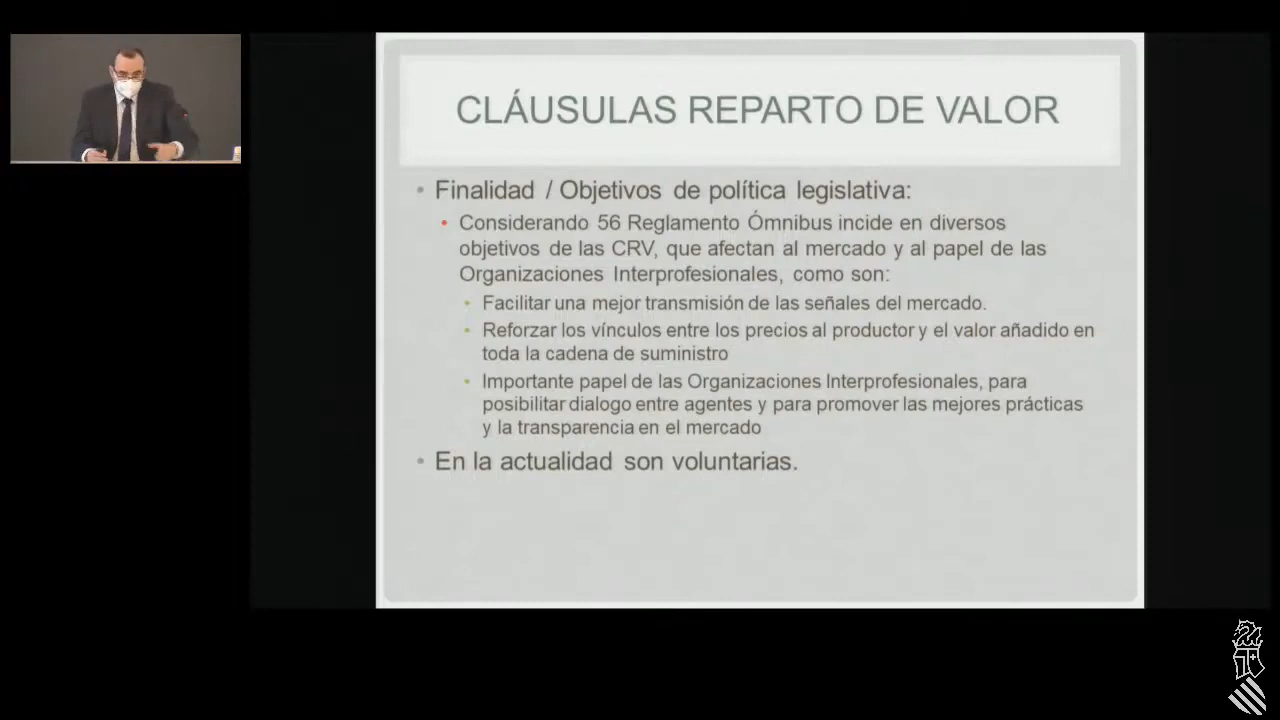 CLÁUSULAS REPARTO DE VALOR
• Finalidad / Objetivos de política legislativa:
• Considerando 56 Reglamento Ómnibus incide en diversos
objetivos de las CRV, que afectan al mercado y al papel de las
Organizaciones Interprofesionales, como son:
• Facilitar una mejor transmisión de las señales del mercado.
• Reforzar los vínculos entre los precios al productor y el valor añadido en
toda la cadena de suministro
• Importante papel de las Organizaciones Interprofesionales, para
posibilitar dialogo entre agentes y para promover las mejores prácticas
y la transparencia en el mercado
• En la actualidad son voluntarias.